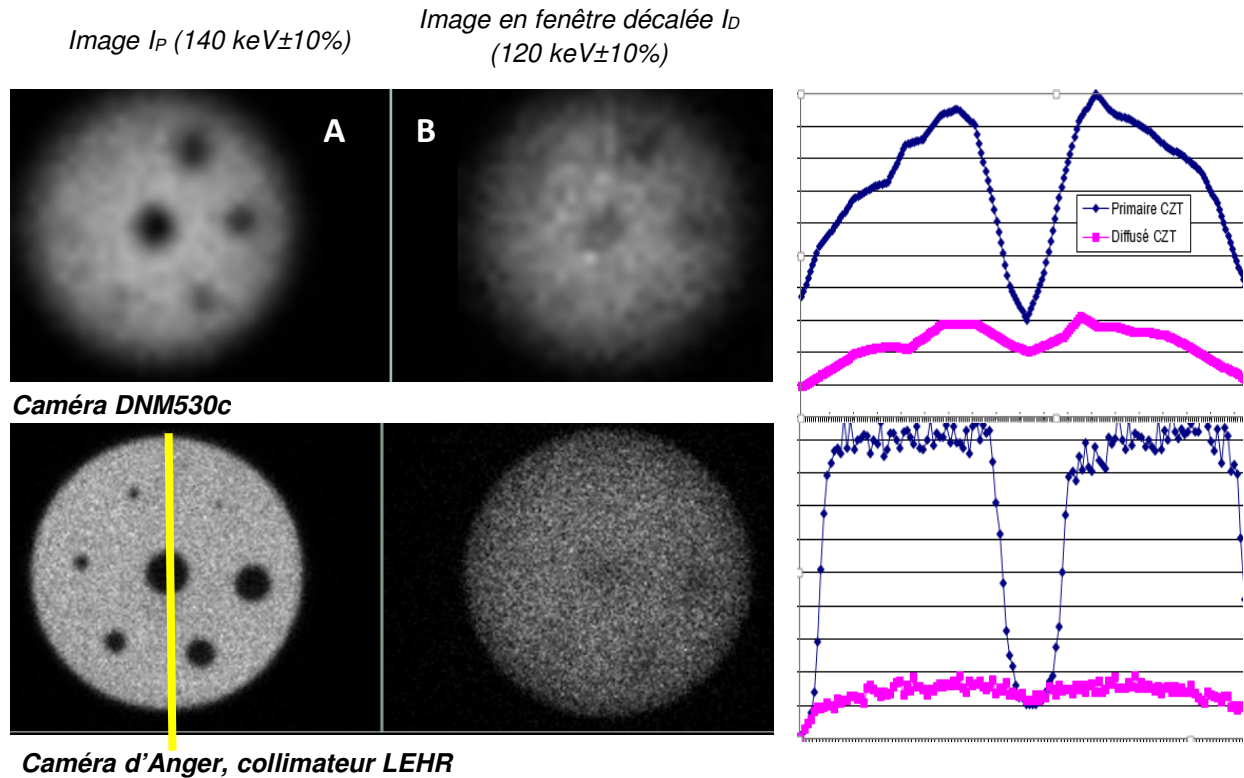 Image IP (140 keV±10%)
Image en fenêtre décalée ID
(120 keV±10%)
A
B
Primaire CZT
Diffusé CZT
Caméra DNM530c
Caméra d'Anger, collimateur LEHR